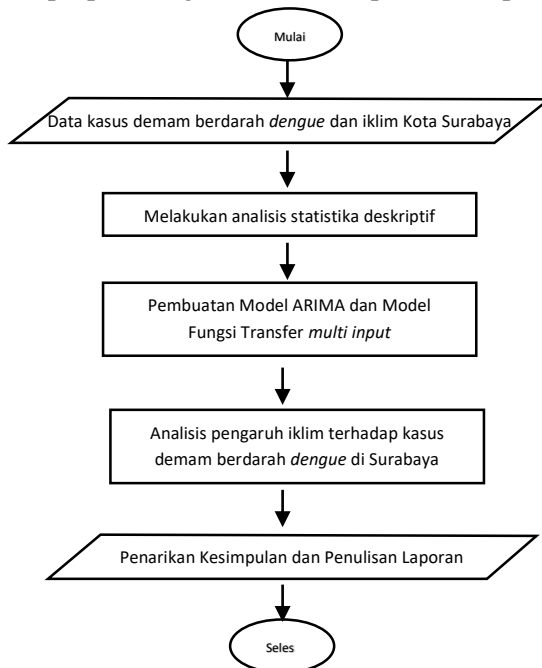 Mulai
Data kasus demam berdarah dengue dan iklim Kota Surabaya
Melakukan analisis statistika deskriptif
Pembuatan Model ARIMA dan Model
Fungsi Transfer multi input
Analisis pengaruh iklim terhadap kasus
demam berdarah dengue di Surabaya
Penarikan Kesimpulan dan Penulisan Laporan
Seles